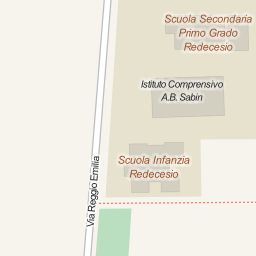 Scuola Secondaria
Primo Grado
Redecesio
Istituto Comprensivo
A.B. Sabin
Scuola Infanzia
Redecesio
Via Reggio Emilia